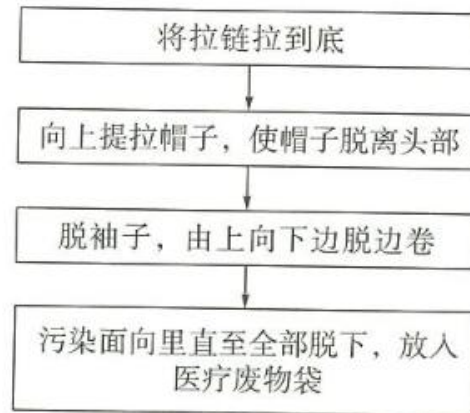 将拉链拉到底
向上提拉帽子，使帽子脱离头部
脱袖子，由上向下边脱边卷
污染面向里直至全部脱下，放入
医疗废物袋